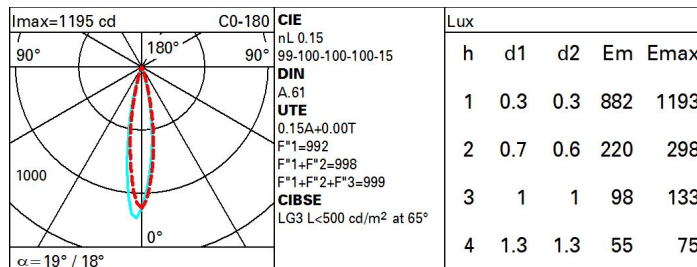 Imax=1195 cd C0-180
90° 180° 90°
1000
0°
α=19° / 18°
CIE
nL 0.15
99-100-100-100-15
DIN
A.61
UTE
0.15A+0.00T
F"1=992
F"1+F"2=998
F"1+F"2+F"3=999
CIBSE
LG3 L<500 cd/m² at 65°
Lux
h d1 d2 Em Emax
1 0.3 0.3 882 1193
2 0.7 0.6 220 298
3 1 1 98 133
4 1.3 1.3 55 75